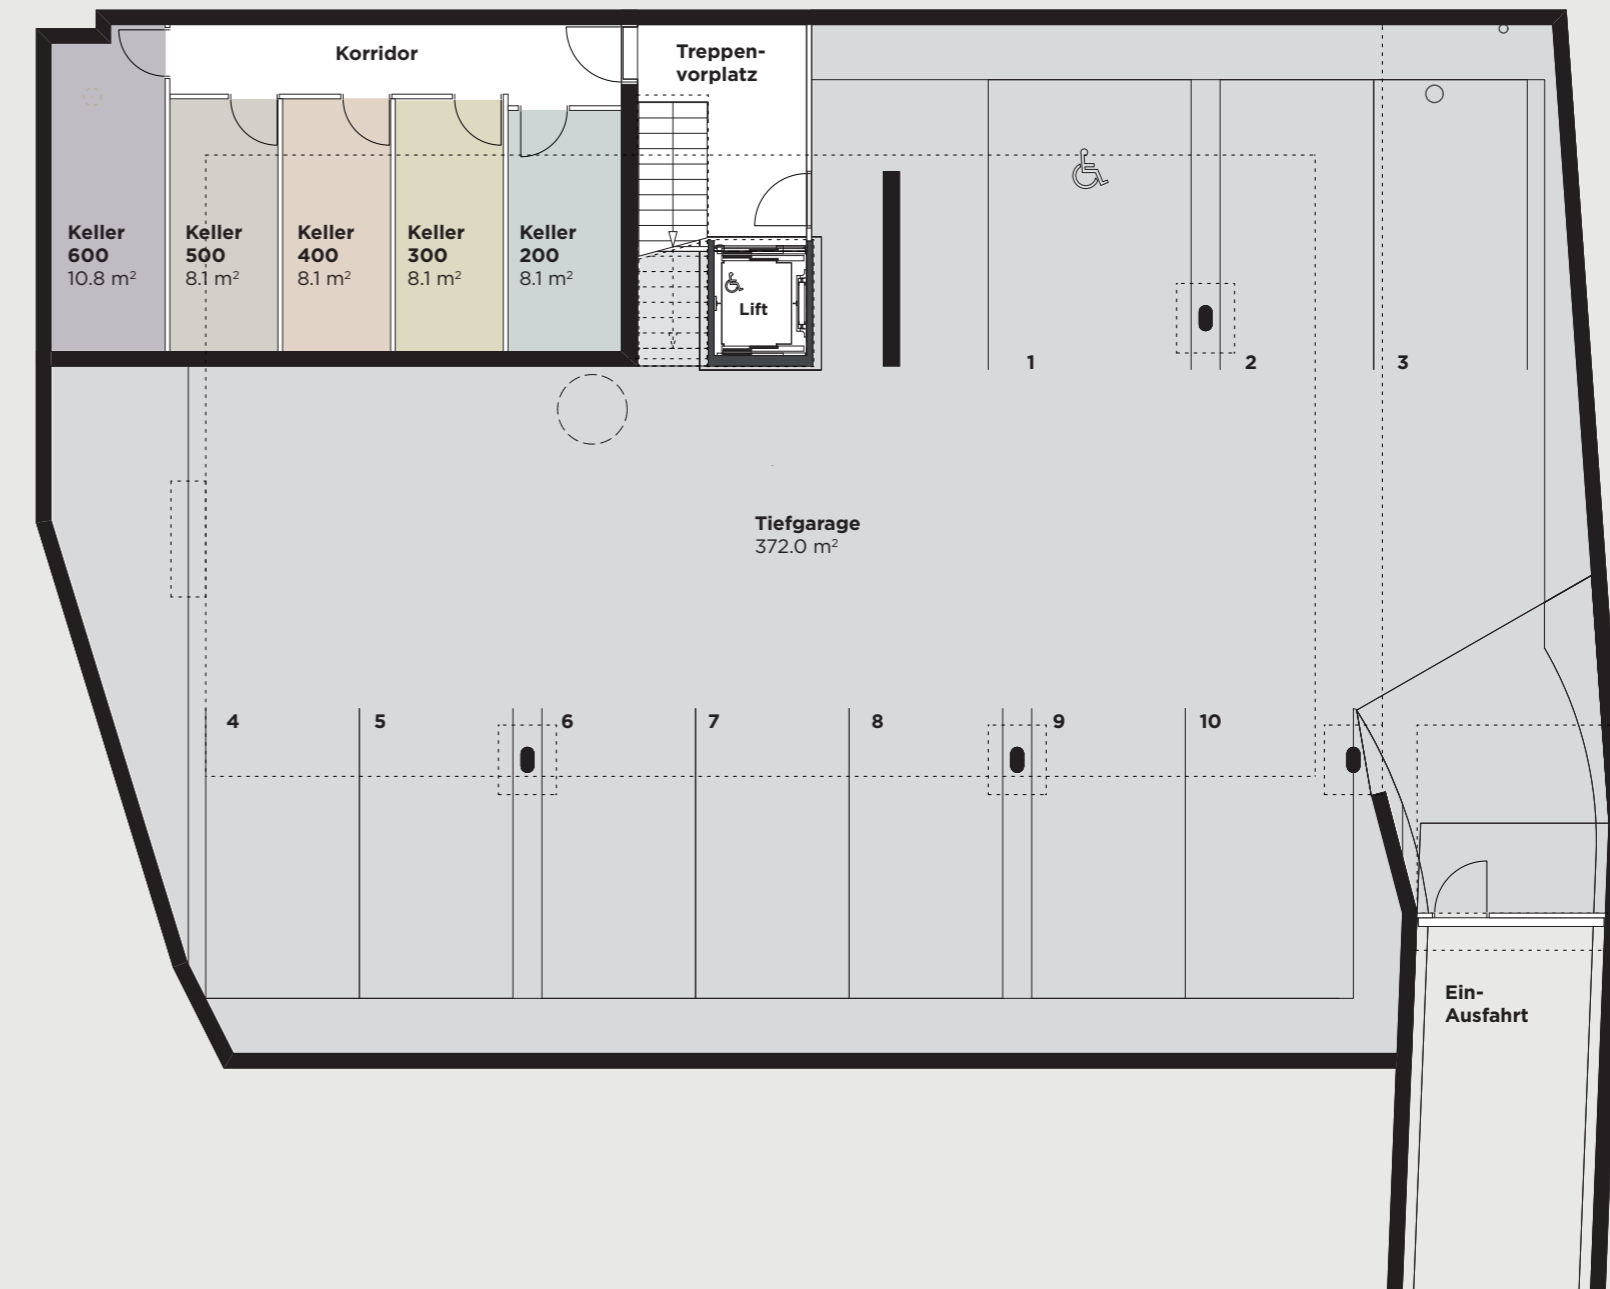 Korridor
Treppen-
vorplatz
Keller
600
10.8 m²
Keller
500
8.1 m²
Keller
400
8.1 m²
Keller
300
8.1 m²
Keller
200
8.1 m²
Lift
1
2
3
Tiefgarage
372.0 m²
4
5
6
7
8
9
10
Ein-
Ausfahrt